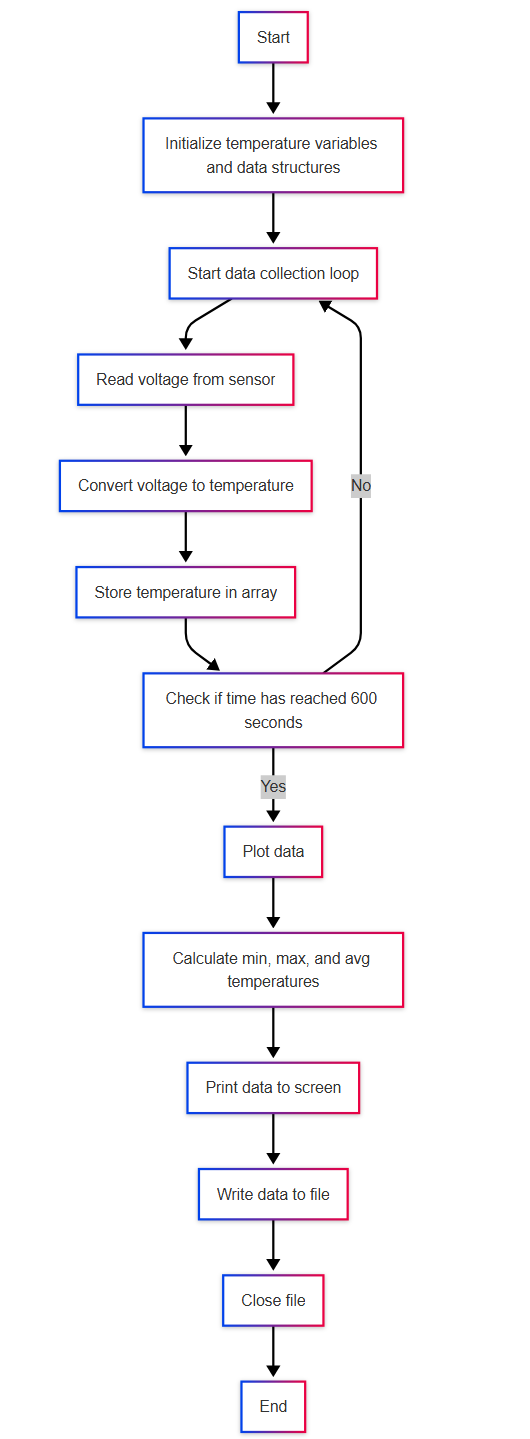 Start
Initialize temperature variables
and data structures
Start data collection loop
Read voltage from sensor
Convert voltage to temperature
No
Store temperature in array
Check if time has reached 600
seconds
Yes
Plot data
Calculate min, max, and avg
temperatures
Print data to screen
Write data to file
Close file
End